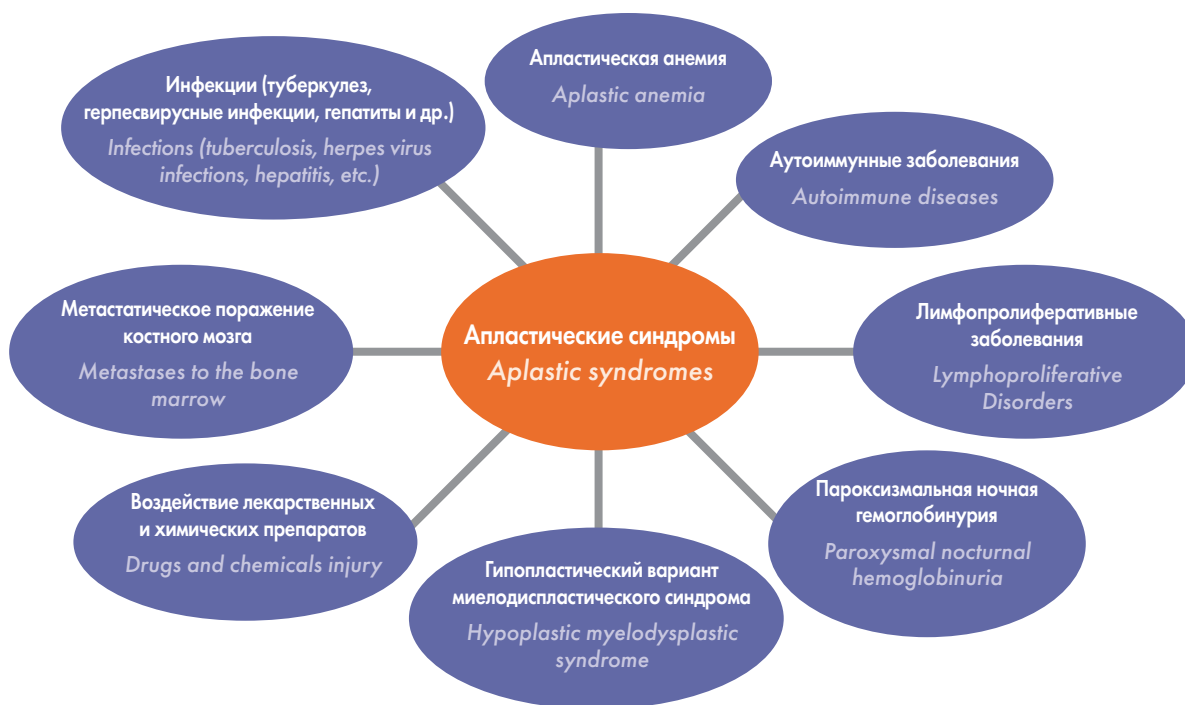 Апластическая анемия
Aplastic anemia
Инфекции (туберкулез,
герпесвирусные инфекции, гепатиты и др.)
Infections (tuberculosis, herpes virus
infections, hepatitis, etc.)
Аутоиммунные заболевания
Autoimmune diseases
Метастатическое поражение
костного мозга
Metastases to the bone
marrow
Апластические синдромы
Aplastic syndromes
Лимфопролиферативные
заболевания
Lymphoproliferative
Disorders
Воздействие лекарственных
и химических препаратов
Drugs and chemicals injury
Гипопластический вариант
миелодиспластического синдрома
Hypoplastic myelodysplastic
syndrome
Пароксизмальная ночная
гемоглобинурия
Paroxysmal nocturnal
hemoglobinuria